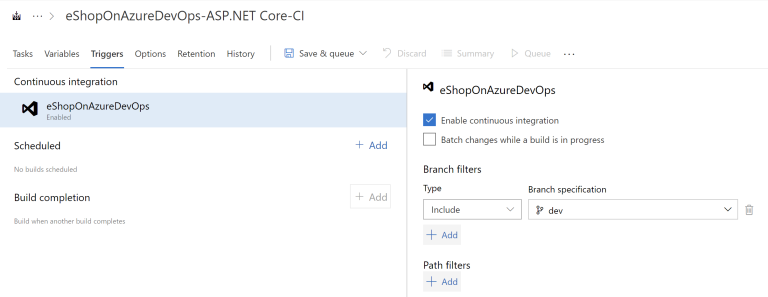 ··· > eShopOnAzureDevOps-ASP.NET Core-CI
Tasks Variables Triggers Options Retention History Save & queue Discard Summary Queue ···
Continuous integration
eShopOnAzureDevOps
Enabled
Scheduled + Add
No builds scheduled
Build completion + Add
Build when another build completes
eShopOnAzureDevOps
Enable continuous integration
Batch changes while a build is in progress
Branch filters
Type Branch specification
Include dev
+ Add
Path filters
+ Add